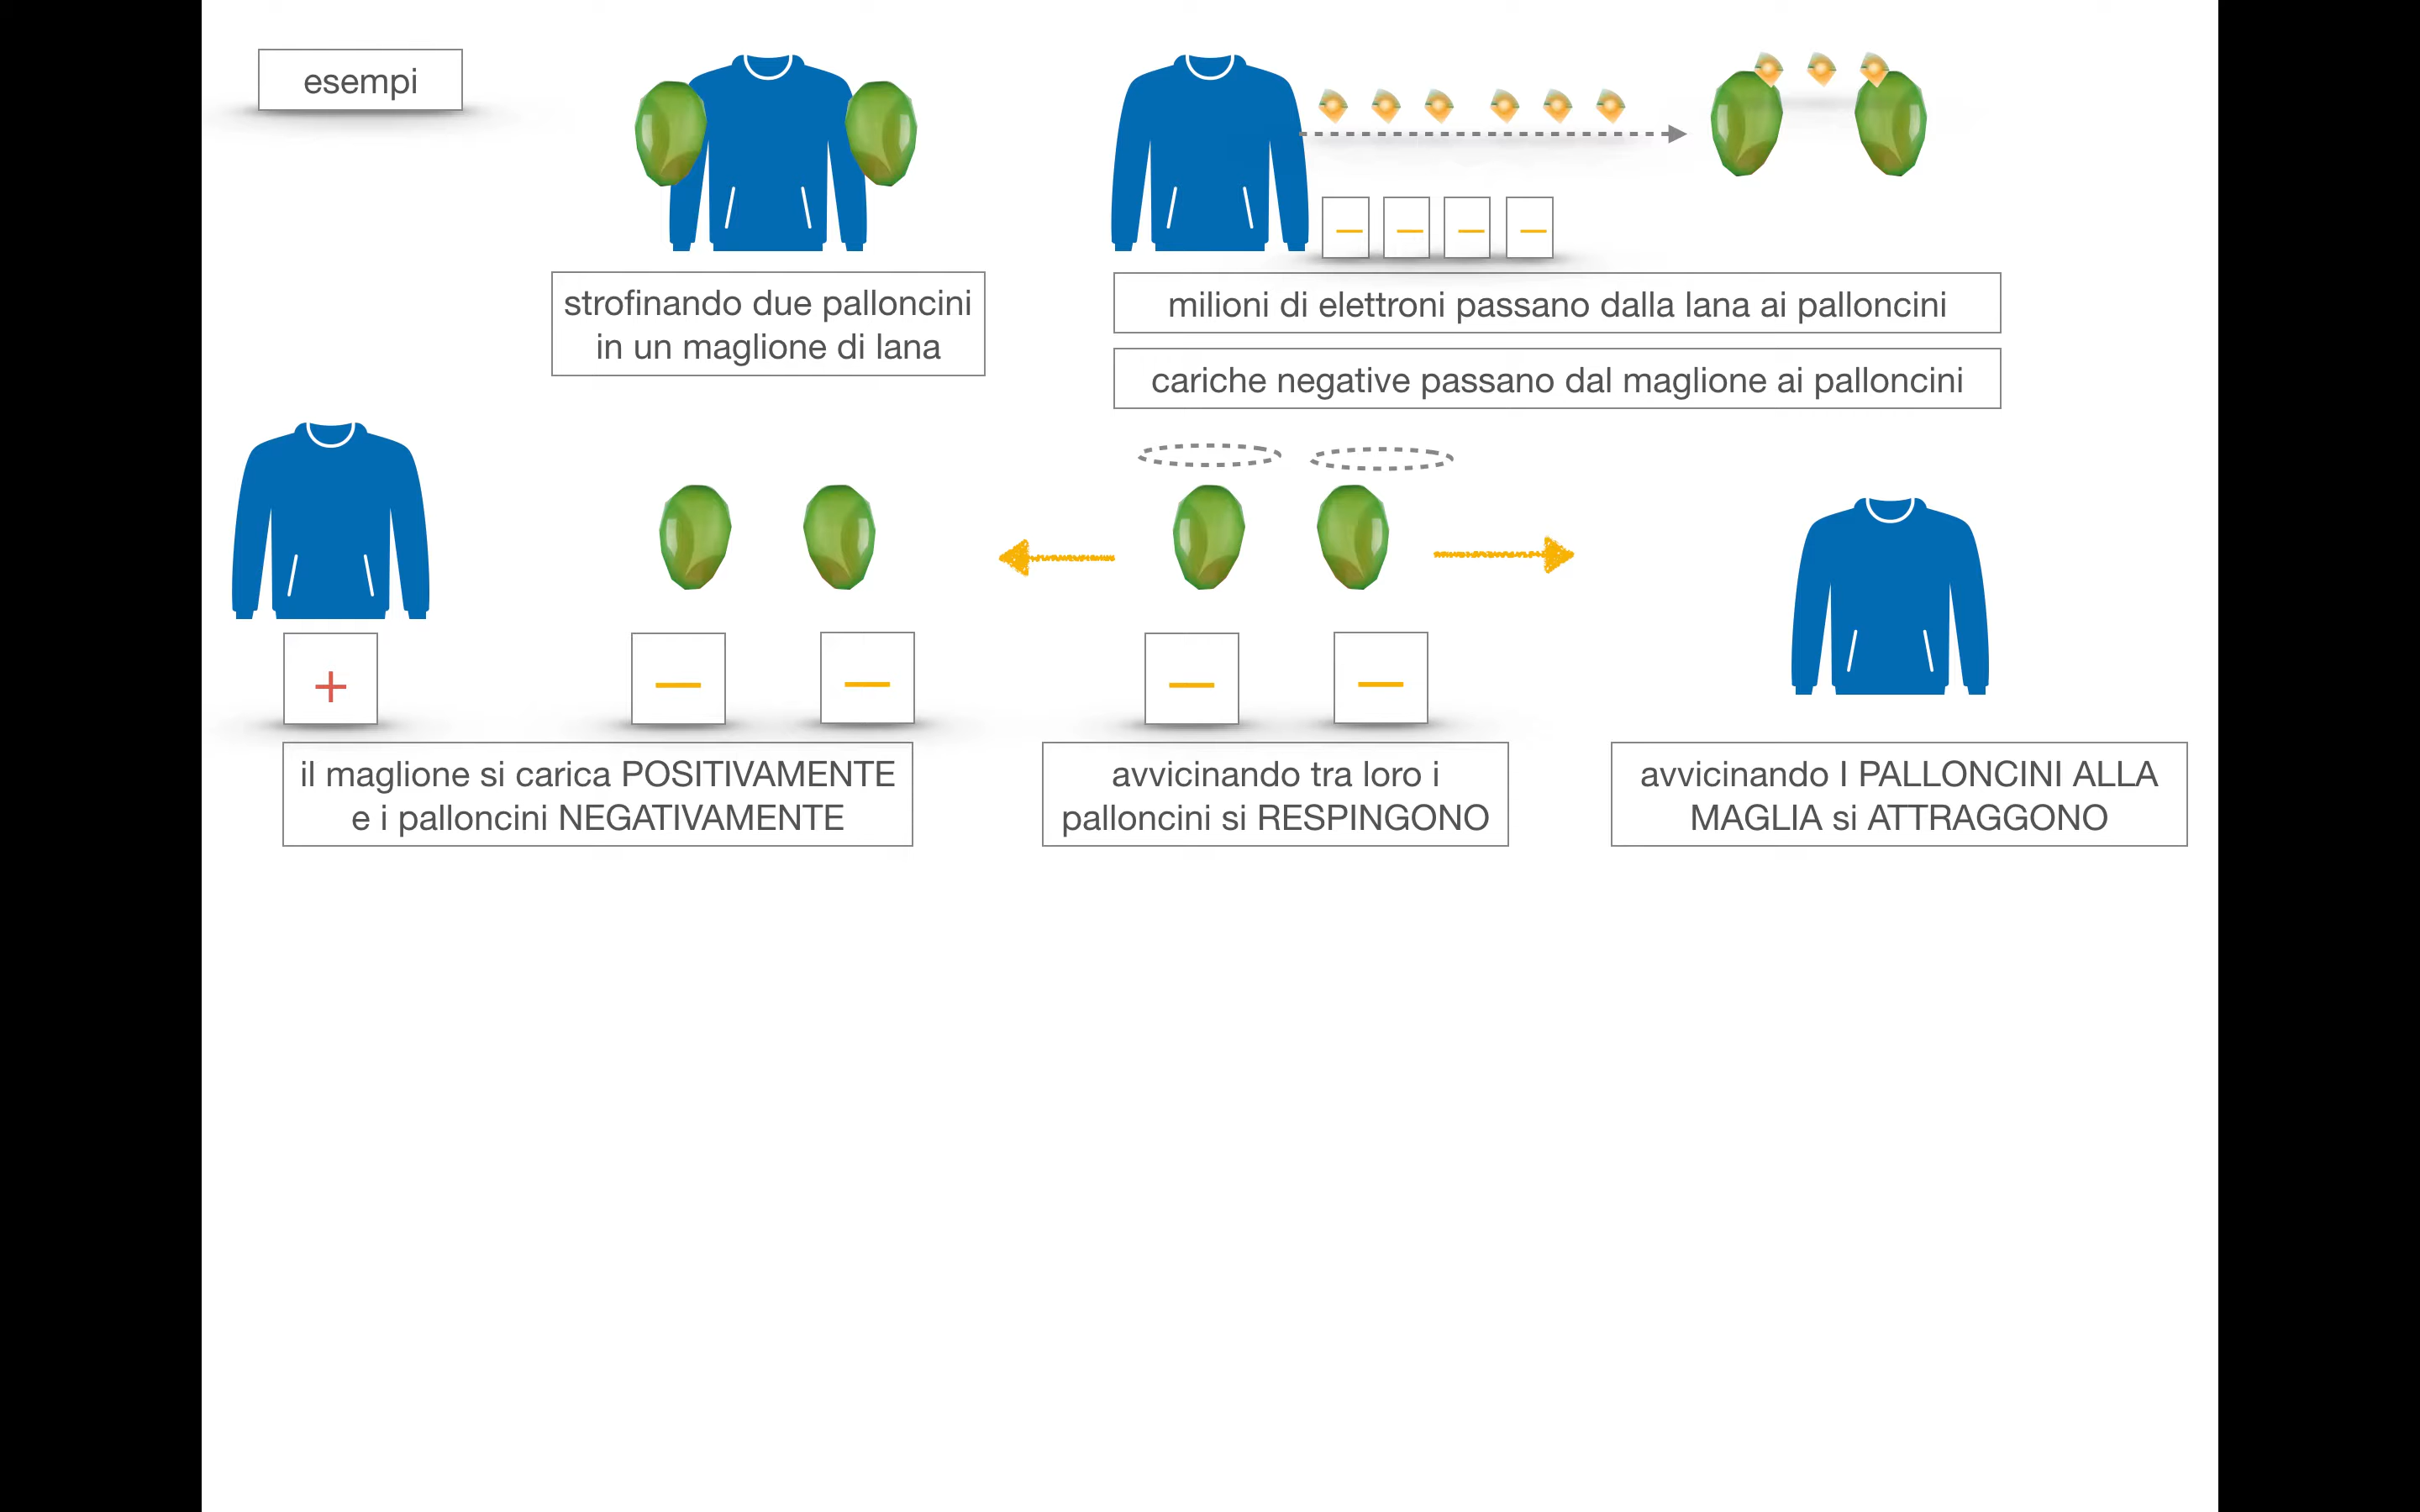 esempi
strofinando due palloncini
in un maglione di lana
— — — —
milioni di elettroni passano dalla lana ai palloncini
cariche negative passano dal maglione ai palloncini
+ — — — —
il maglione si carica POSITIVAMENTE
e i palloncini NEGATIVAMENTE
avvicinando tra loro i
palloncini si RESPINGONO
avvicinando I PALLONCINI ALLA
MAGLIA si ATTRAGGONO